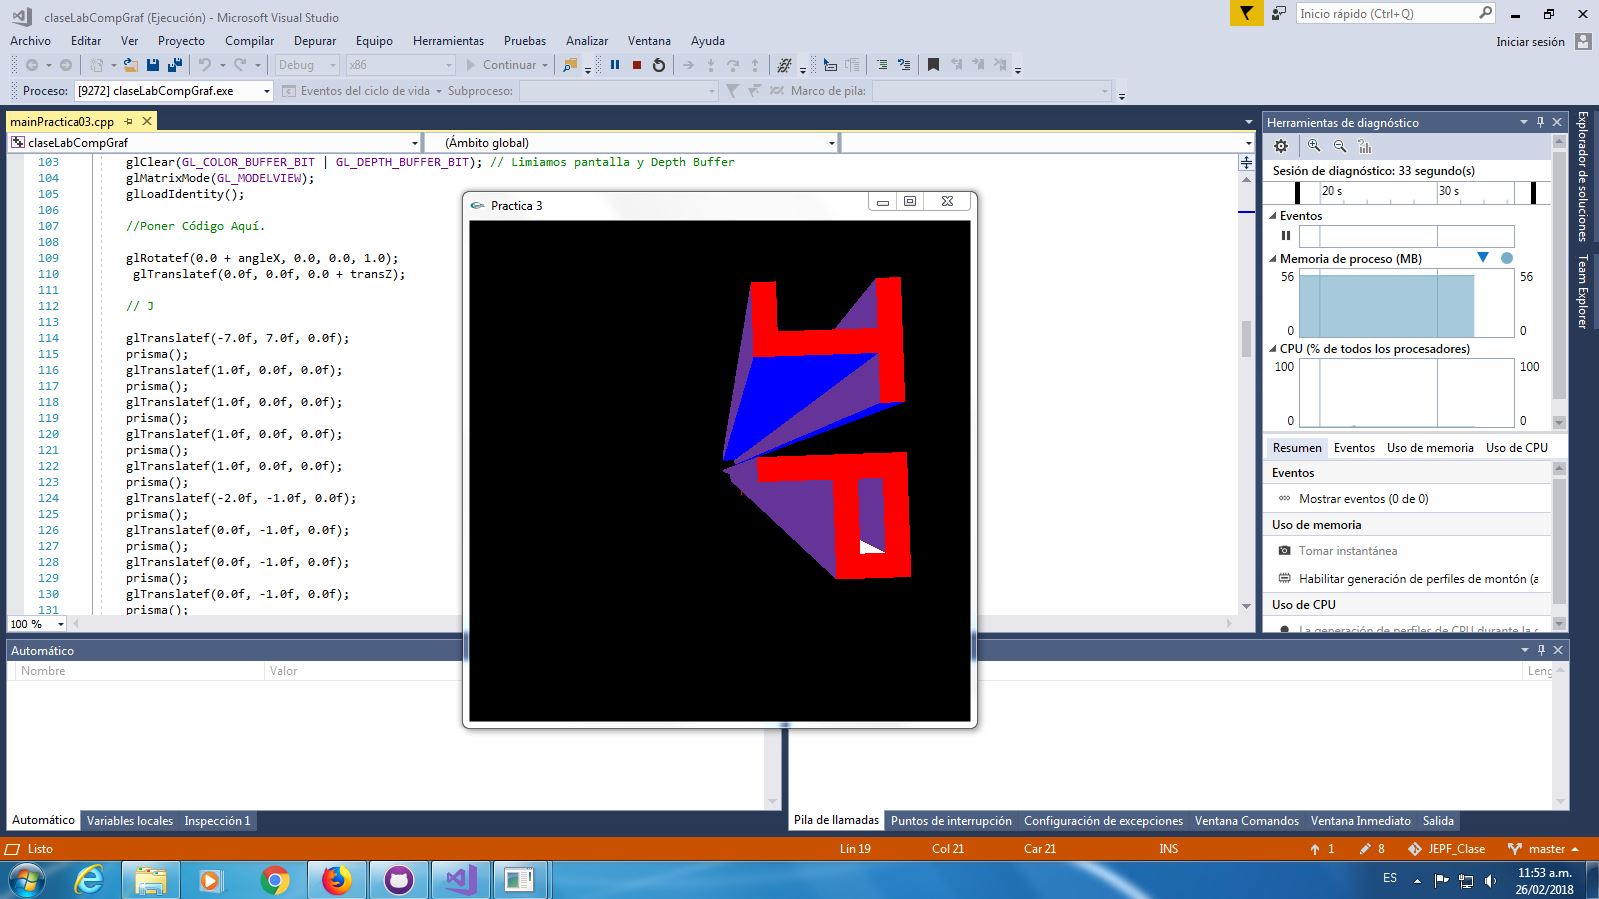 claseLabCompGraf (Ejecución) - Microsoft Visual Studio
Inicio rápido (Ctrl+Q)
Archivo Editar Ver Proyecto Compilar Depurar Equipo Herramientas Pruebas Analizar Ventana Ayuda
Iniciar sesión
Debug x86 Continuar
Proceso: [9272] claseLabCompGraf.exe Eventos del ciclo de vida Subproceso: Marco de pila:
mainPractica03.cpp
claseLabCompGraf (Ámbito global)
103 glClear(GL_COLOR_BUFFER_BIT | GL_DEPTH_BUFFER_BIT); // Limiamos pantalla y Depth Buffer
104 glMatrixMode(GL_MODELVIEW);
105 glLoadIdentity();
106
107 //Poner Código Aquí.
108
109 glRotatef(0.0 + angleX, 0.0, 0.0, 1.0);
110 glTranslatef(0.0f, 0.0f, 0.0 + transZ);
111
112 // J
113
114 glTranslatef(-7.0f, 7.0f, 0.0f);
115 prisma();
116 glTranslatef(1.0f, 0.0f, 0.0f);
117 prisma();
118 glTranslatef(1.0f, 0.0f, 0.0f);
119 prisma();
120 glTranslatef(1.0f, 0.0f, 0.0f);
121 prisma();
122 glTranslatef(1.0f, 0.0f, 0.0f);
123 prisma();
124 glTranslatef(-2.0f, -1.0f, 0.0f);
125 prisma();
126 glTranslatef(0.0f, -1.0f, 0.0f);
127 prisma();
128 glTranslatef(0.0f, -1.0f, 0.0f);
129 prisma();
130 glTranslatef(0.0f, -1.0f, 0.0f);
131 prisma();
100 %
Practica 3
Herramientas de diagnóstico
Sesión de diagnóstico: 33 segundo(s)
20 s 30 s
Eventos
Memoria de proceso (MB)
56 56
0 0
CPU (% de todos los procesadores)
100 100
0 0
Resumen Eventos Uso de memoria Uso de CPU
Eventos
Mostrar eventos (0 de 0)
Uso de memoria
Tomar instantánea
Habilitar generación de perfiles de montón (a
Uso de CPU
La generación de perfiles de CPU durante la
Explorador de soluciones
Team Explorer
Automático
Nombre Valor
Leng
Automático Variables locales Inspección 1
Pila de llamadas Puntos de interrupción Configuración de excepciones Ventana Comandos Ventana Inmediato Salida
Listo Lín 19 Col 21 Car 21 INS 1 8 JEPF_Clase master
ES
11:53 a.m.
26/02/2018